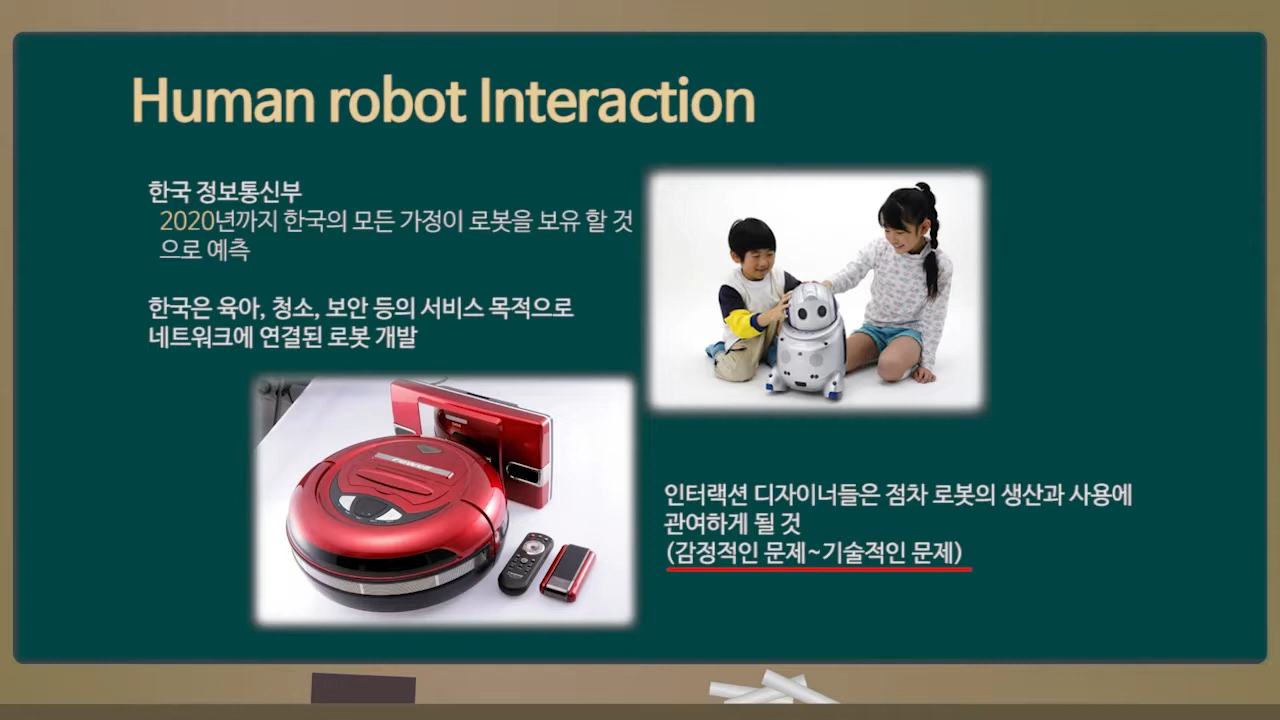 Human robot Interaction
한국 정보통신부
2020년까지 한국의 모든 가정이 로봇을 보유 할 것
으로 예측
한국은 육아, 청소, 보안 등의 서비스 목적으로
네트워크에 연결된 로봇 개발
인터랙션 디자이너들은 점차 로봇의 생산과 사용에
관여하게 될 것
(감정적인 문제~기술적인 문제)